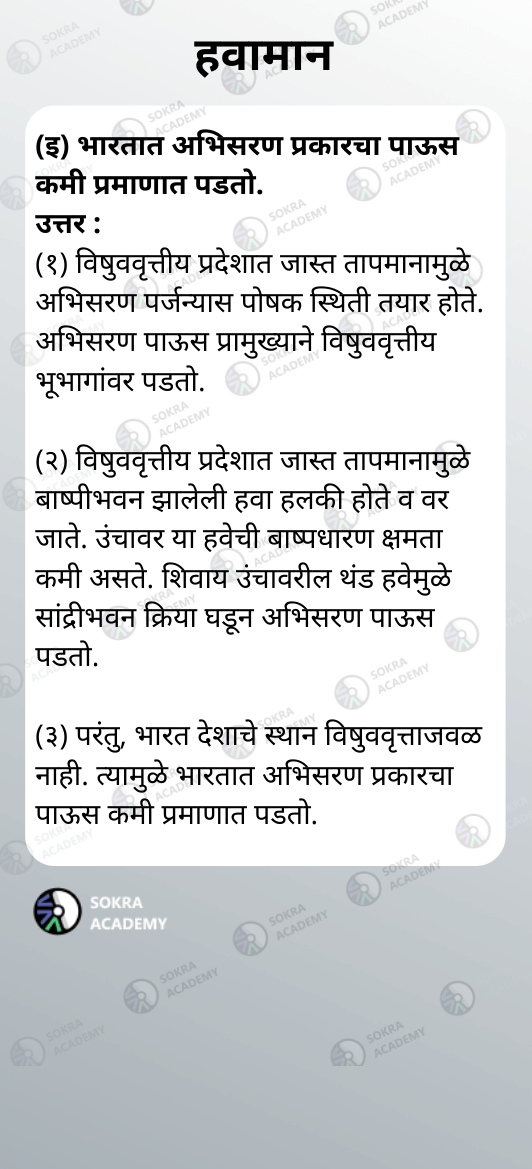 हवामान
(इ) भारतात अभिसरण प्रकारचा पाऊस
कमी प्रमाणात पडतो.
उत्तर :
(१) विषुववृत्तीय प्रदेशात जास्त तापमानामुळे
अभिसरण पर्जन्यास पोषक स्थिती तयार होते.
अभिसरण पाऊस प्रामुख्याने विषुववृत्तीय
भूभागांवर पडतो.
(२) विषुववृत्तीय प्रदेशात जास्त तापमानामुळे
बाष्पीभवन झालेली हवा हलकी होते व वर
जाते. उंचावर या हवेची बाष्पधारण क्षमता
कमी असते. शिवाय उंचावरील थंड हवेमुळे
सांद्रीभवन क्रिया घडून अभिसरण पाऊस
पडतो.
(३) परंतु, भारत देशाचे स्थान विषुववृत्ताजवळ
नाही. त्यामुळे भारतात अभिसरण प्रकारचा
पाऊस कमी प्रमाणात पडतो.
SOKRA
ACADEMY